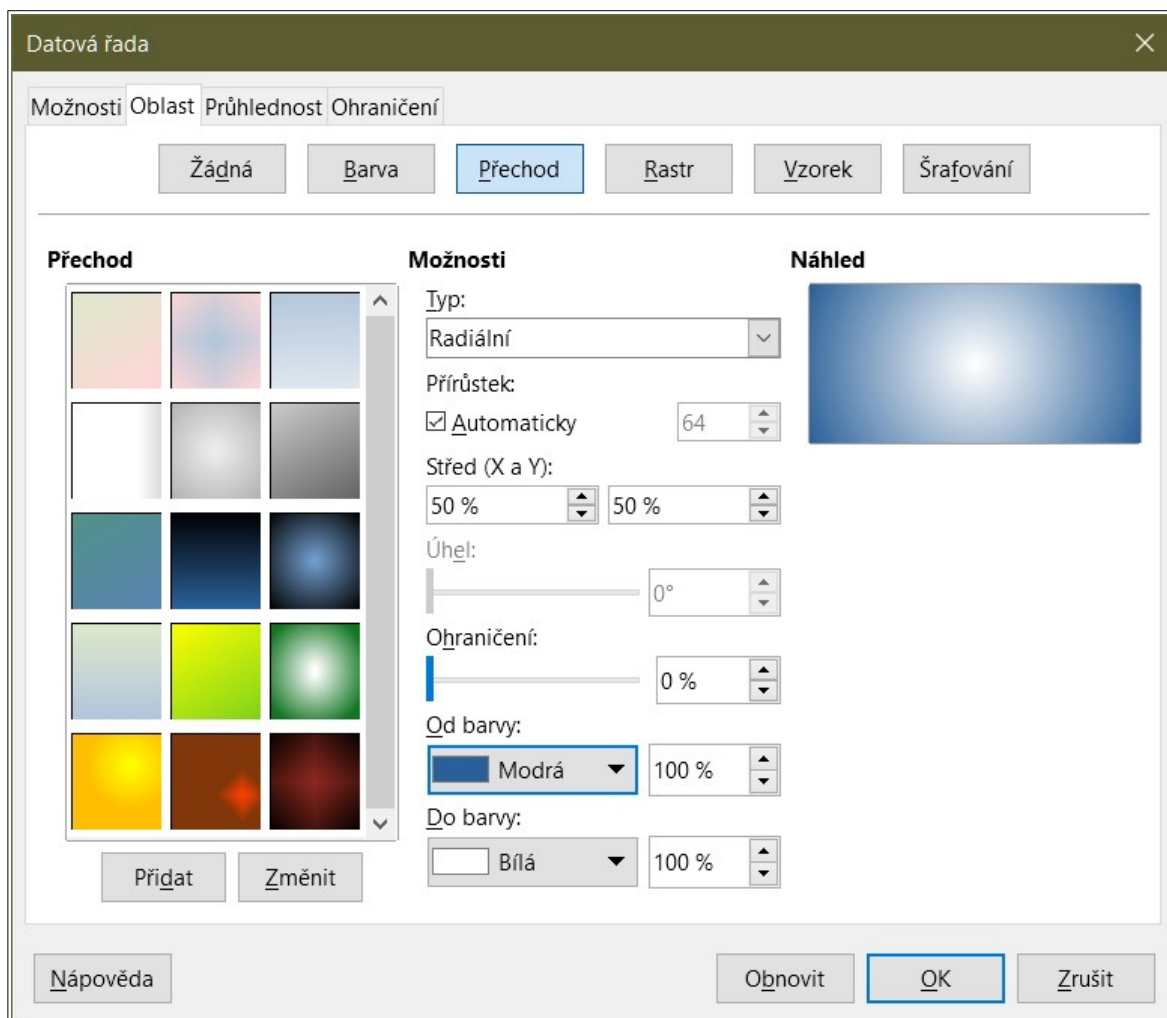 Datová řada
Možnosti Oblast Průhlednost Ohraničení
Žádná Barva Přechod Rastr Vzorek Šrafování
Přechod
Přidat Změnit
Možnosti
Typ:
Radiální
Přírůstek:
Automaticky 64
Střed (X a Y):
50 % 50 %
Úhel:
0°
Ohraničení:
0 %
Od barvy:
Modrá 100 %
Do barvy:
Bílá 100 %
Náhled
Nápověda Obnovit OK Zrušit